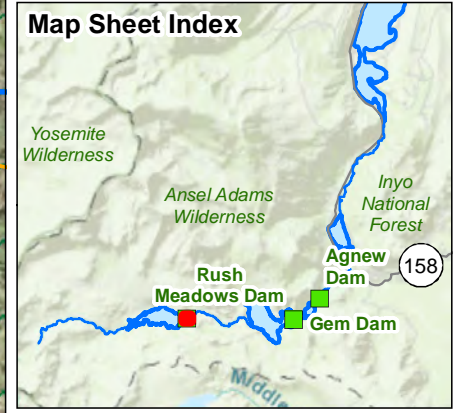 Map Sheet Index
Yosemite
Wilderness
Ansel Adams
Wilderness
Inyo
National
Forest
Agnew
Dam
158
Rush
Meadows Dam
Gem Dam
Middle